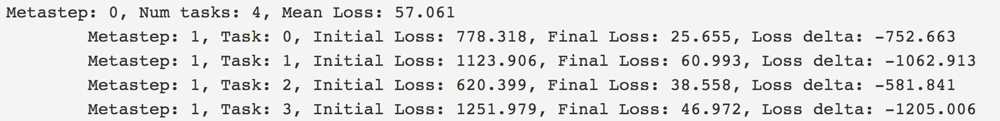 Metastep: 0, Num tasks: 4, Mean Loss: 57.061
Metastep: 1, Task: 0, Initial Loss: 778.318, Final Loss: 25.655, Loss delta: -752.663
Metastep: 1, Task: 1, Initial Loss: 1123.906, Final Loss: 60.993, Loss delta: -1062.913
Metastep: 1, Task: 2, Initial Loss: 620.399, Final Loss: 38.558, Loss delta: -581.841
Metastep: 1, Task: 3, Initial Loss: 1251.979, Final Loss: 46.972, Loss delta: -1205.006